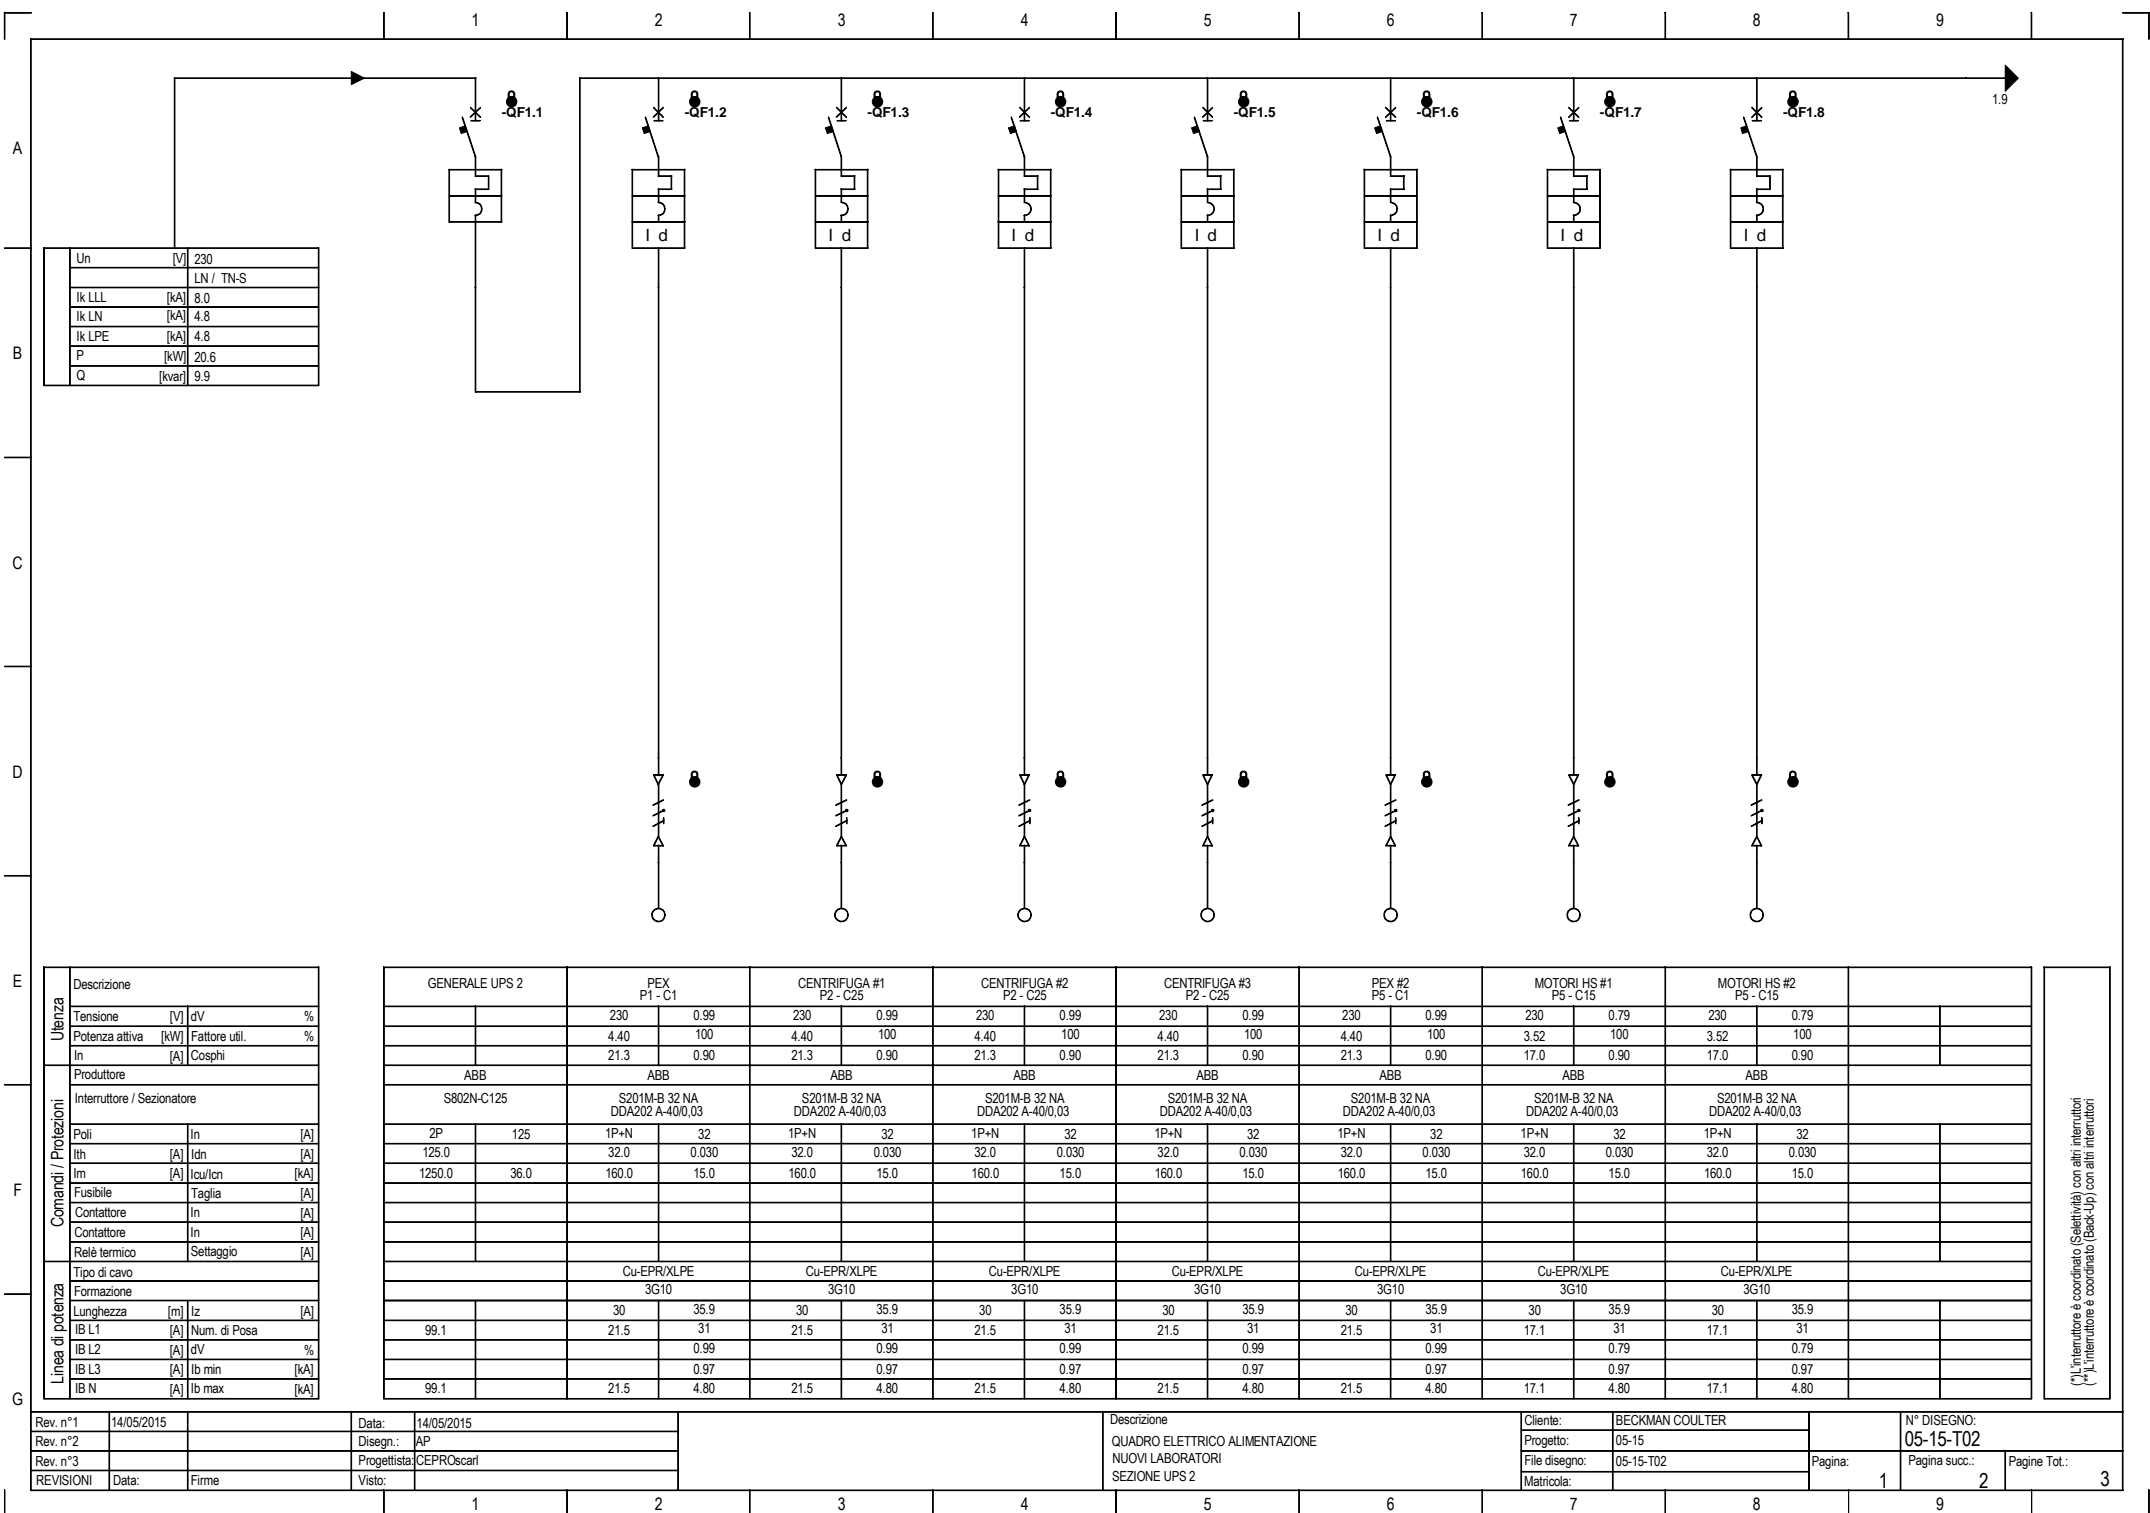 1 2 3 4 5 6 7 8 9
-QF1.1 -QF1.2 -QF1.3 -QF1.4 -QF1.5 -QF1.6 -QF1.7 -QF1.8 1.9
A
I d I d I d I d I d I d I d
Un [V] 230
LN / TN-S
Ik LLL [kA] 8.0
Ik LN [kA] 4.8
Ik LPE [kA] 4.8
B
P [kW] 20.6
Q [kvar] 9.9
C
D
E
Utenza
Descrizione GENERALE UPS 2 PEX CENTRIFUGA #1 CENTRIFUGA #2 CENTRIFUGA #3 PEX #2 MOTORI HS #1 MOTORI HS #2
P1 - C1 P2 - C25 P2 - C25 P2 - C25 P5 - C1 P5 - C15 P5 - C15
Tensione [V] dV % 230 0.99 230 0.99 230 0.99 230 0.99 230 0.99 230 0.79 230 0.79
Potenza attiva [kW] Fattore util. % 4.40 100 4.40 100 4.40 100 4.40 100 4.40 100 3.52 100 3.52 100
In [A] Cosphi 21.3 0.90 21.3 0.90 21.3 0.90 21.3 0.90 21.3 0.90 17.0 0.90 17.0 0.90
Comandi / Protezioni
Produttore ABB ABB ABB ABB ABB ABB ABB ABB
Interruttore / Sezionatore S802N-C125 S201M-B 32 NA S201M-B 32 NA S201M-B 32 NA S201M-B 32 NA S201M-B 32 NA S201M-B 32 NA S201M-B 32 NA
DDA202 A-40/0,03 DDA202 A-40/0,03 DDA202 A-40/0,03 DDA202 A-40/0,03 DDA202 A-40/0,03 DDA202 A-40/0,03 DDA202 A-40/0,03
Poli In [A] 2P 125 1P+N 32 1P+N 32 1P+N 32 1P+N 32 1P+N 32 1P+N 32 1P+N 32
Ith [A] Idn [A] 125.0 32.0 0.030 32.0 0.030 32.0 0.030 32.0 0.030 32.0 0.030 32.0 0.030 32.0 0.030
Im [A] Icu/Icn [kA] 1250.0 36.0 160.0 15.0 160.0 15.0 160.0 15.0 160.0 15.0 160.0 15.0 160.0 15.0 160.0 15.0
F
Fusibile Taglia [A]
Contattore In [A]
Contattore In [A]
Relè termico Settaggio [A]
Linea di potenza
Tipo di cavo Cu-EPR/XLPE Cu-EPR/XLPE Cu-EPR/XLPE Cu-EPR/XLPE Cu-EPR/XLPE Cu-EPR/XLPE Cu-EPR/XLPE
Formazione 3G10 3G10 3G10 3G10 3G10 3G10 3G10
Lunghezza [m] Iz [A] 30 35.9 30 35.9 30 35.9 30 35.9 30 35.9 30 35.9 30 35.9
IB L1 [A] Num. di Posa 99.1 21.5 31 21.5 31 21.5 31 21.5 31 21.5 31 17.1 31 17.1 31
IB L2 [A] dV % 0.99 0.99 0.99 0.99 0.99 0.79 0.79
IB L3 [A] Ib min [kA] 0.97 0.97 0.97 0.97 0.97 0.97 0.97
IB N [A] Ib max [kA] 99.1 21.5 4.80 21.5 4.80 21.5 4.80 21.5 4.80 21.5 4.80 17.1 4.80 17.1 4.80
(*)L'interruttore è coordinato (Selettività) con altri interruttori
(**)L'interruttore è coordinato (Back-Up) con altri interruttori
G
Rev. n°1 14/05/2015 Data: 14/05/2015
Rev. n°2 Disegn.: AP
Rev. n°3 Progettista: CEPROscarl
REVISIONI Data: Firme Visto:
Descrizione
QUADRO ELETTRICO ALIMENTAZIONE
NUOVI LABORATORI
SEZIONE UPS 2
Cliente: BECKMAN COULTER
Progetto: 05-15
File disegno: 05-15-T02
Matricola:
N° DISEGNO:
05-15-T02
Pagina: 1 Pagina succ.: 2 Pagine Tot.: 3
1 2 3 4 5 6 7 8 9